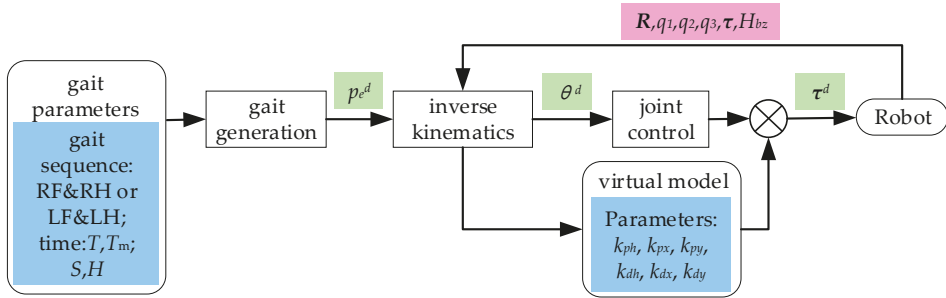 R,q1,q2,q3,τ,Hbz
gait
parameters
gait
sequence:
RF&RH or
LF&LH;
time:T,Tm;
S,H
gait
generation
pe^d
inverse
kinematics
θ^d
joint
control
τ^d
Robot
virtual model
Parameters:
kph, kpx, kpy,
kdh, kdx, kdy